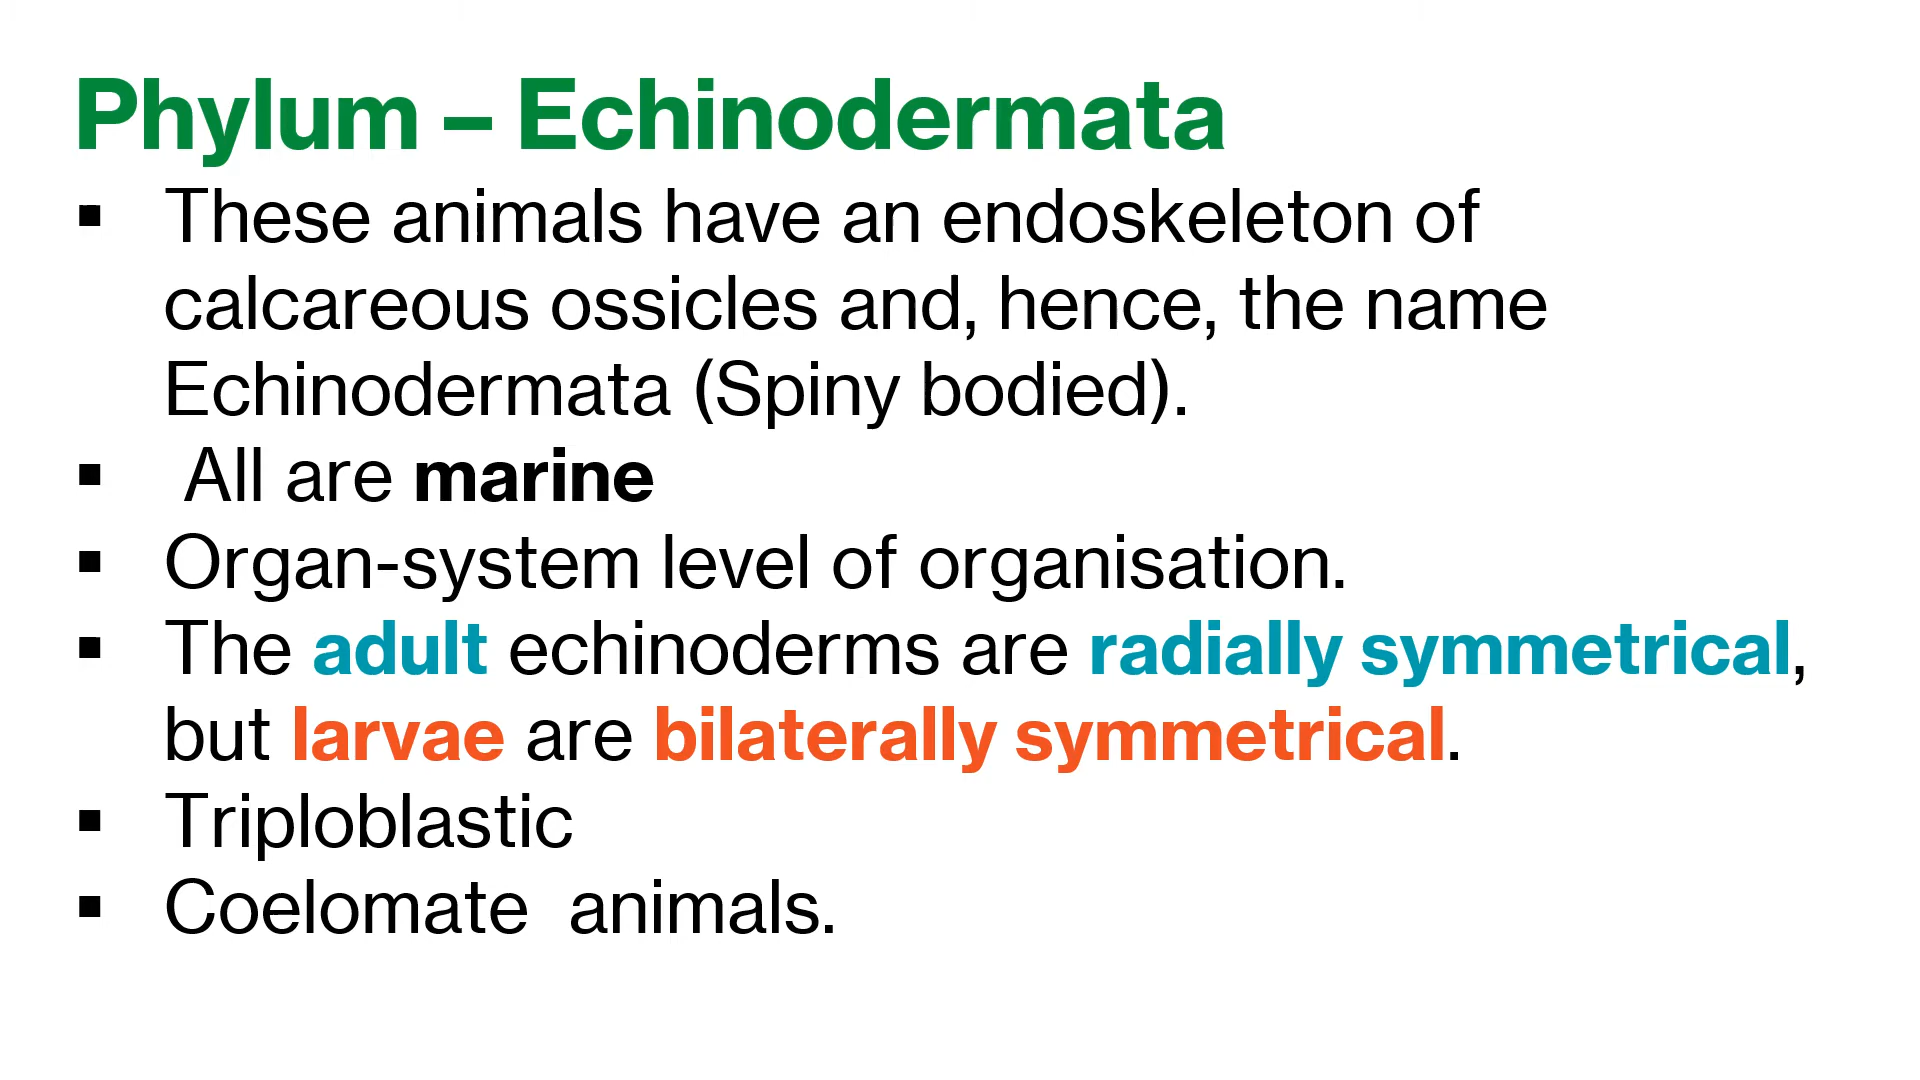 Phylum – Echinodermata
▪ These animals have an endoskeleton of
calcareous ossicles and, hence, the name
Echinodermata (Spiny bodied).
▪ All are marine
▪ Organ-system level of organisation.
▪ The adult echinoderms are radially symmetrical,
but larvae are bilaterally symmetrical.
▪ Triploblastic
▪ Coelomate  animals.